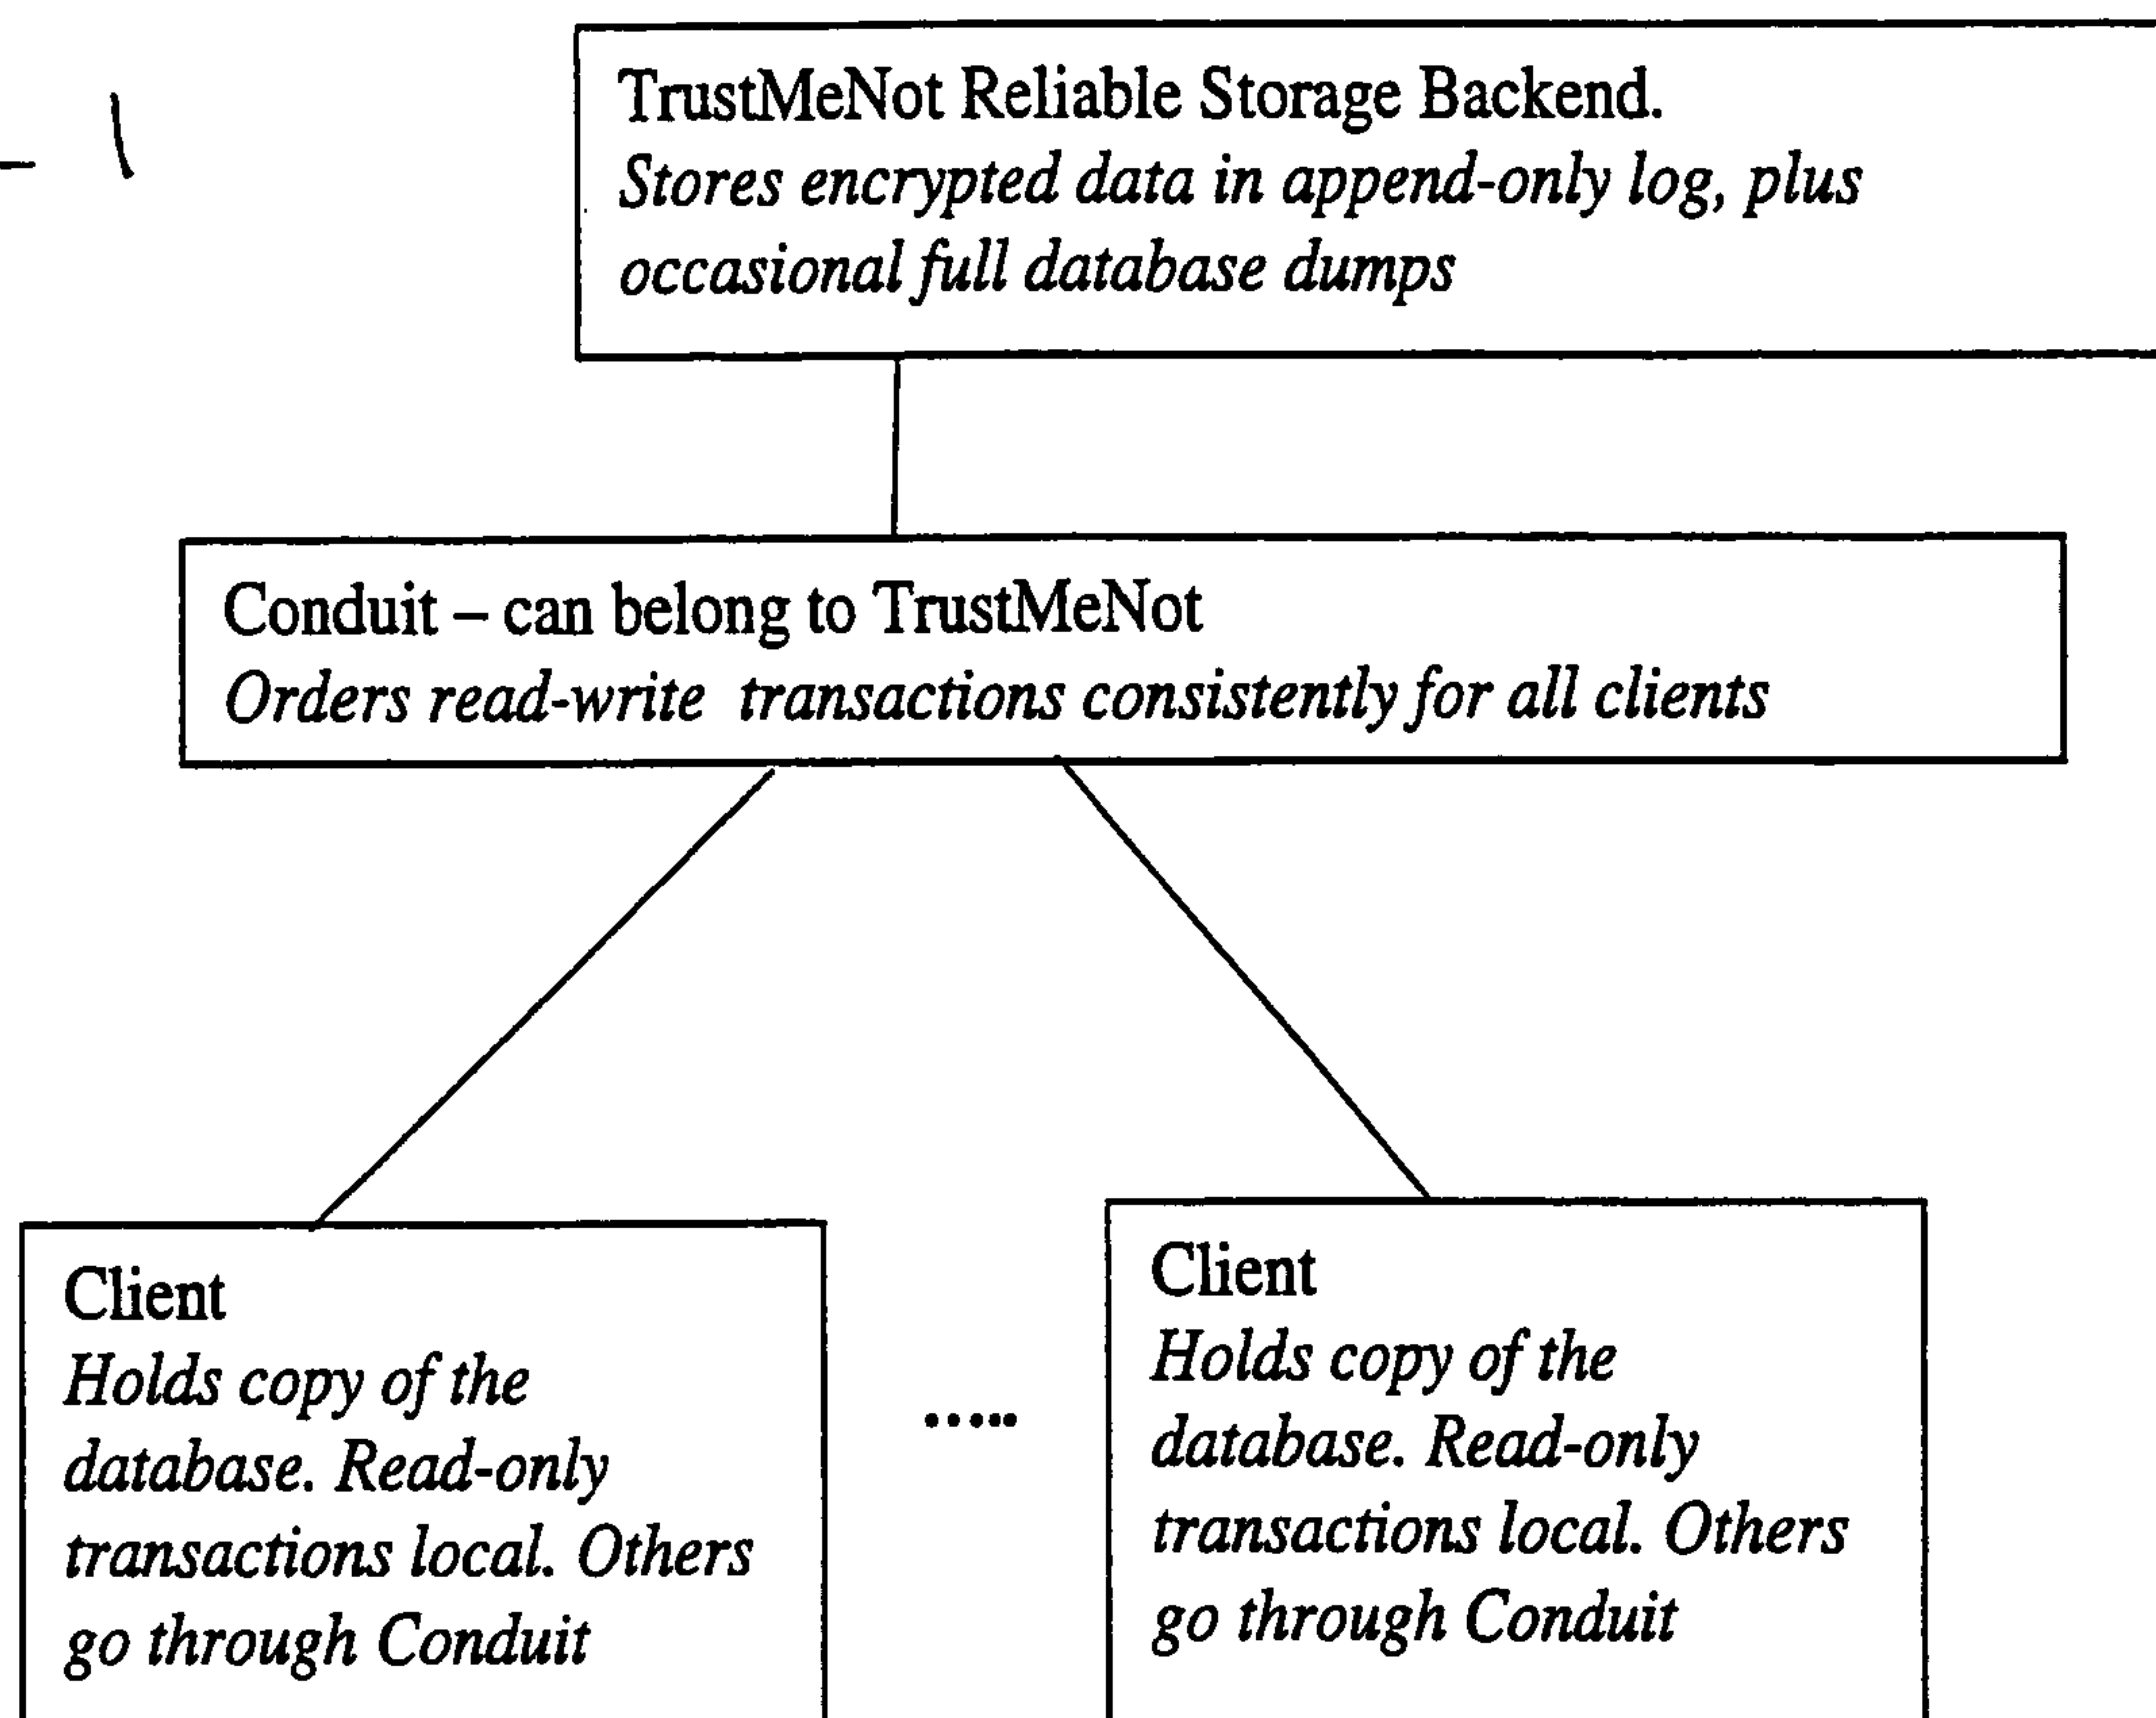 TrustMeNot Reliable Storage Backend.
Stores encrypted data in append-only log, plus
occasional full database dumps
Conduit – can belong to TrustMeNot
Orders read-write transactions consistently for all clients
Client
Holds copy of the
database. Read-only
transactions local. Others
go through Conduit
.....
Client
Holds copy of the
database. Read-only
transactions local. Others
go through Conduit